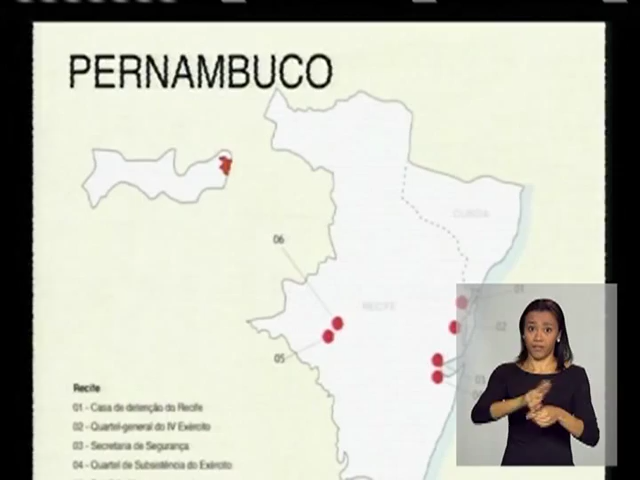 PERNAMBUCO
OLINDA
06
RECIFE
02
05
Recife
01 - Casa de detenção do Recife
02 - Quartel-general do IV Exército
03 - Secretaria de Segurança
04 - Quartel de Subsistência do Exército